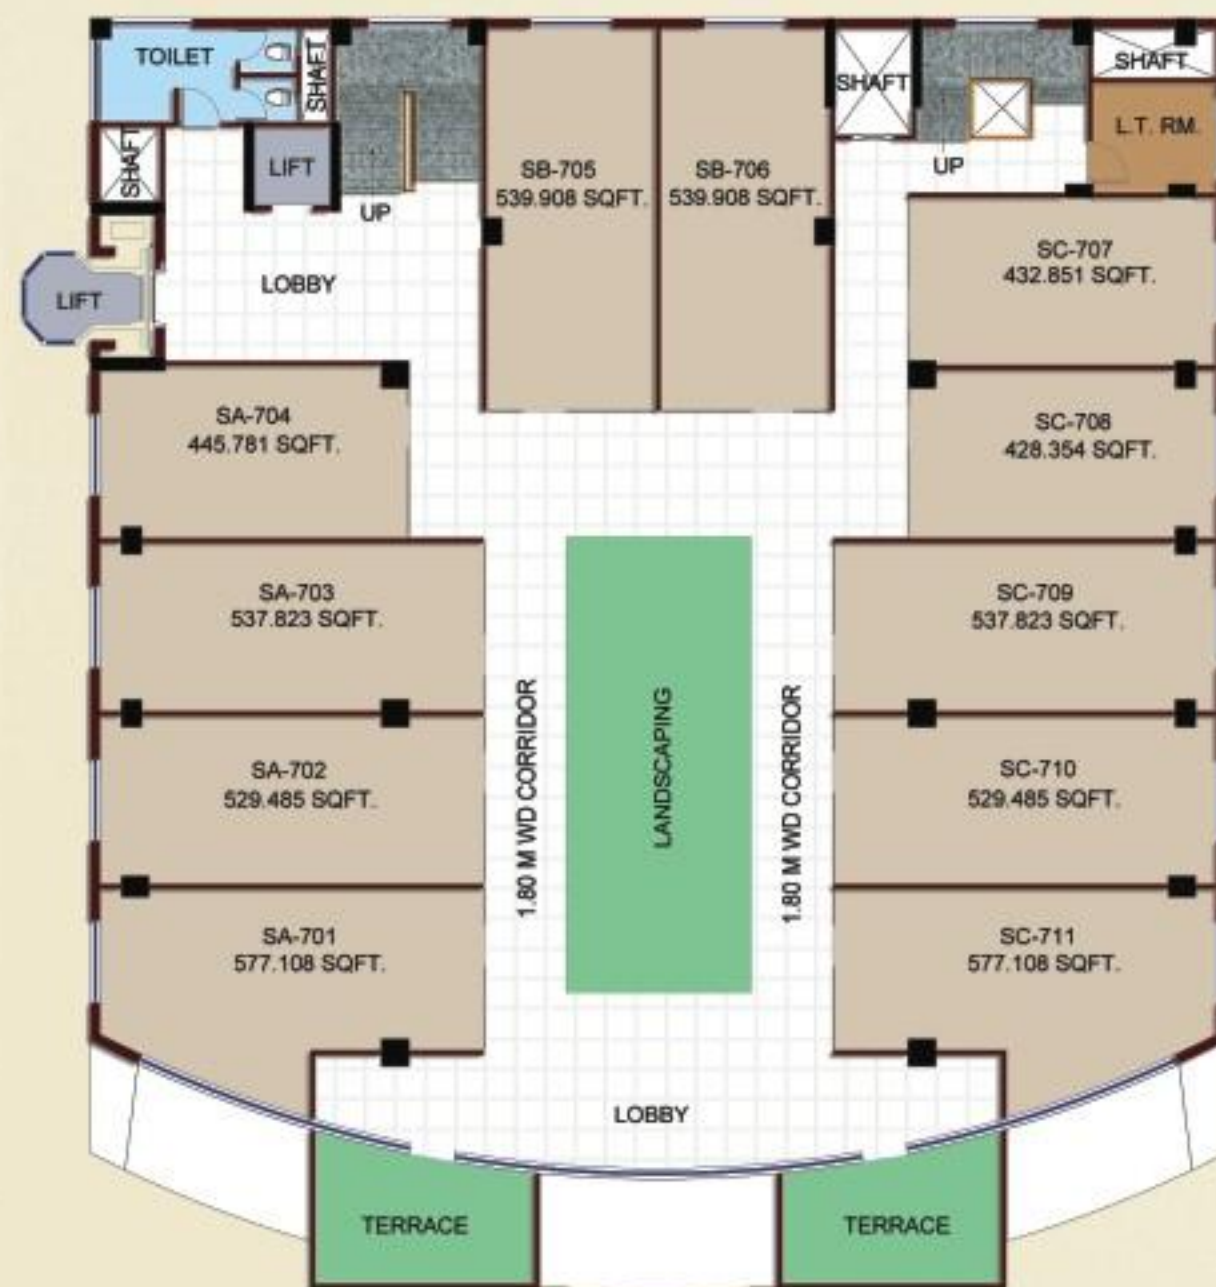 TOILET
SHAFT
SHAFT
SHAFT
SHAFT
L.T. RM.
LIFT
UP
SB-705
539.908 SQFT.
SB-706
539.908 SQFT.
UP
LOBBY
LIFT
SC-707
432.851 SQFT.
SA-704
445.781 SQFT.
SC-708
428.354 SQFT.
SA-703
537.823 SQFT.
SC-709
537.823 SQFT.
1.80 M WD CORRIDOR
LANDSCAPING
1.80 M WD CORRIDOR
SA-702
529.485 SQFT.
SC-710
529.485 SQFT.
SA-701
577.108 SQFT.
SC-711
577.108 SQFT.
LOBBY
TERRACE
TERRACE